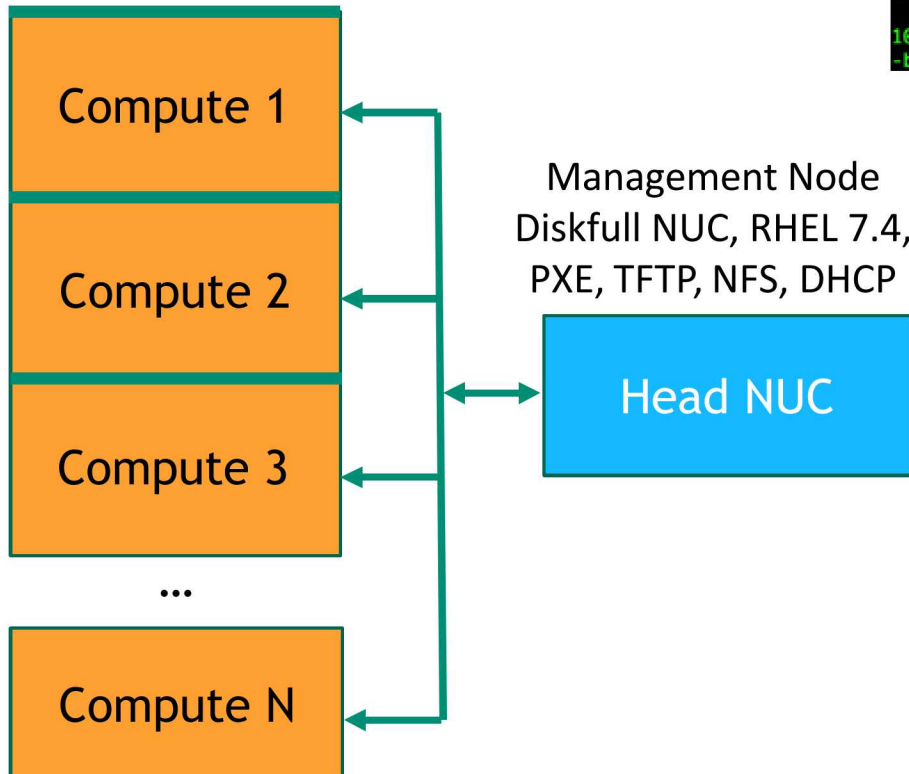 Compute 1
Compute 2
Compute 3
...
Compute N
Management Node
Diskfull NUC, RHEL 7.4,
PXE, TFTP, NFS, DHCP
Head NUC